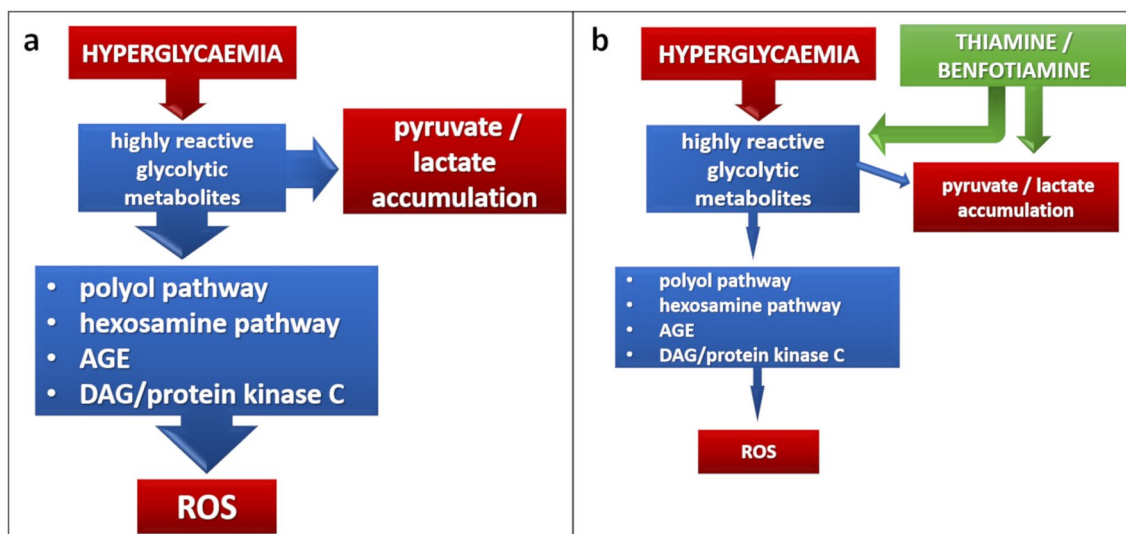 a
HYPERGLYCAEMIA
highly reactive
glycolytic
metabolites
pyruvate /
lactate
accumulation
• polyol pathway
• hexosamine pathway
• AGE
• DAG/protein kinase C
ROS
b
HYPERGLYCAEMIA
THIAMINE /
BENFOTIAMINE
highly reactive
glycolytic
metabolites
pyruvate / lactate
accumulation
• polyol pathway
• hexosamine pathway
• AGE
• DAG/protein kinase C
ROS